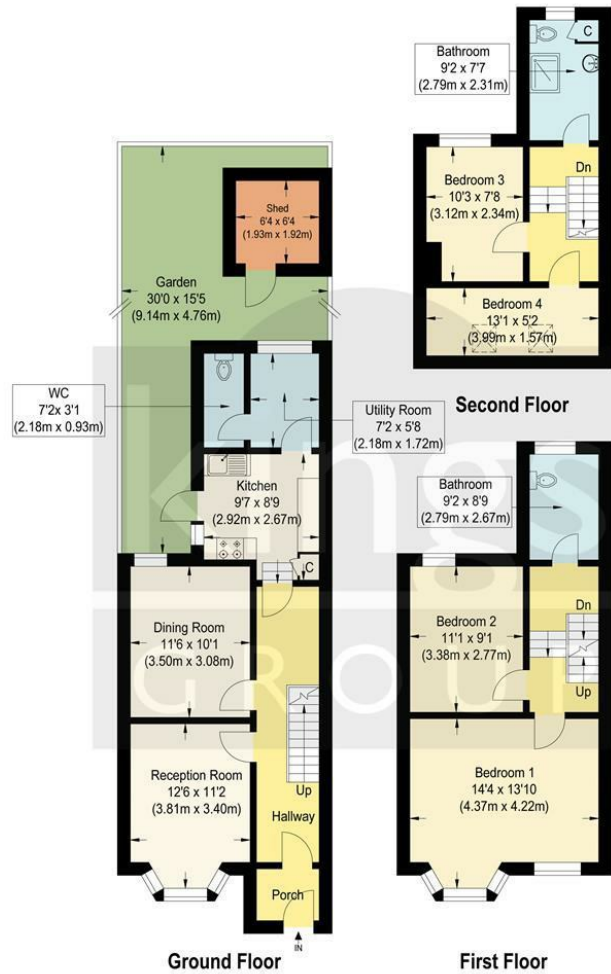 Bathroom
9'2 x 7'7
(2.79m x 2.31m)
C
Dn
Bedroom 3
10'3 x 7'8
(3.12m x 2.34m)
Bedroom 4
13'1 x 5'2
(3.99m x 1.57m)
Second Floor
Shed
6'4 x 6'4
(1.93m x 1.92m)
Garden
30'0 x 15'5
(9.14m x 4.76m)
WC
7'2x 3'1
(2.18m x 0.93m)
Utility Room
7'2 x 5'8
(2.18m x 1.72m)
Kitchen
9'7 x 8'9
(2.92m x 2.67m)
C
Dining Room
11'6 x 10'1
(3.50m x 3.08m)
Reception Room
12'6 x 11'2
(3.81m x 3.40m)
Up
Hallway
Porch
IN
Ground Floor
Bathroom
9'2 x 8'9
(2.79m x 2.67m)
Dn
Bedroom 2
11'1 x 9'1
(3.38m x 2.77m)
Up
Bedroom 1
14'4 x 13'10
(4.37m x 4.22m)
First Floor
kings
GROUP